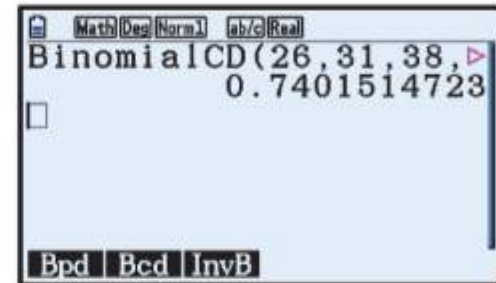 Math Deg Norm1 ab/c Real
BinomialCD(26,31,38,
0.7401514723
Bpd Bcd InvB